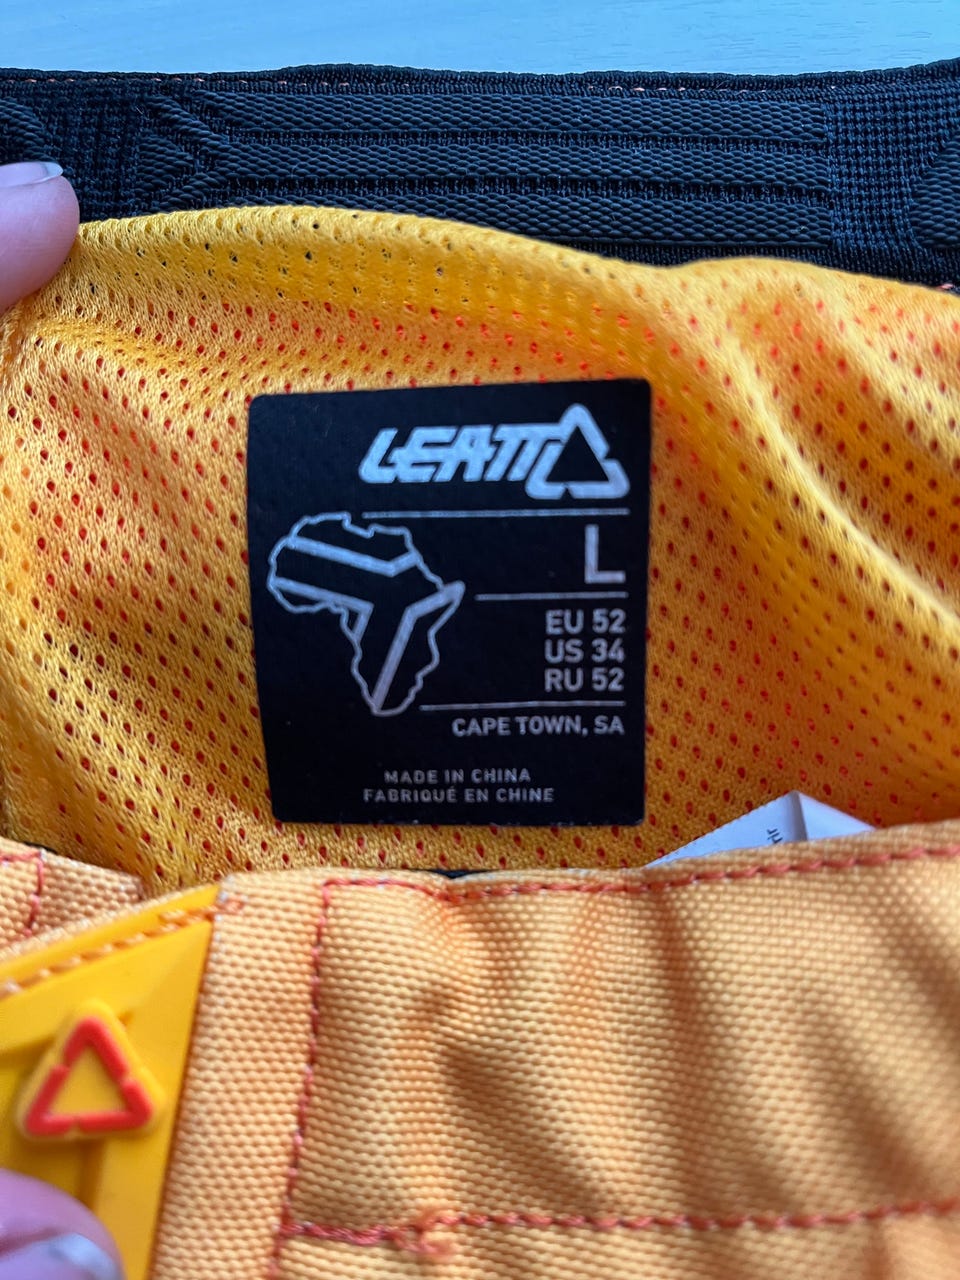 LEATT
L
EU 52
US 34
RU 52
CAPE TOWN, SA
MADE IN CHINA
FABRIQUÉ EN CHINE